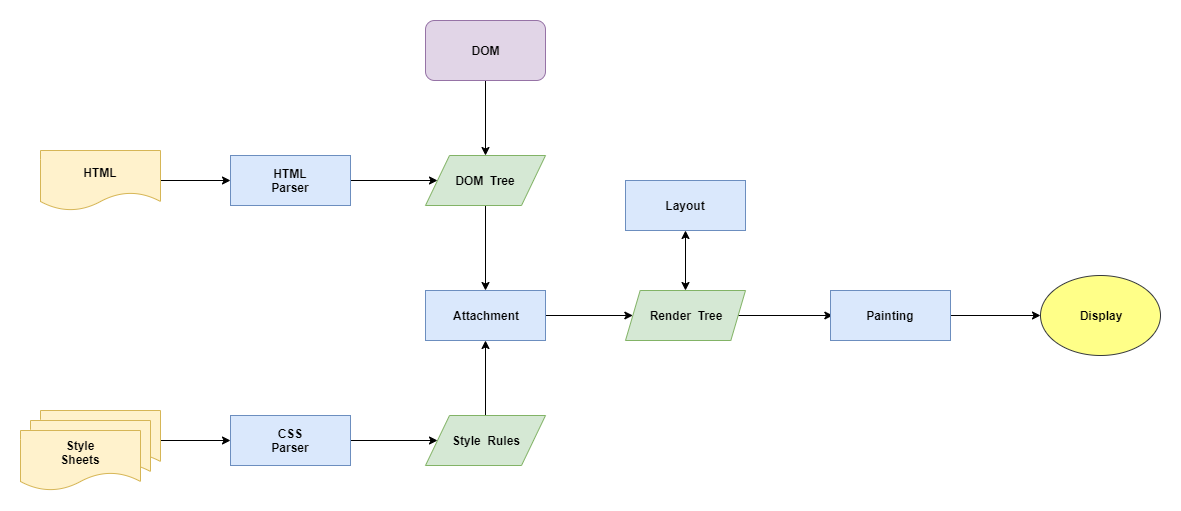 DOM
HTML
HTML
Parser
DOM Tree
Layout
Attachment
Render Tree
Painting
Display
Style
Sheets
CSS
Parser
Style Rules